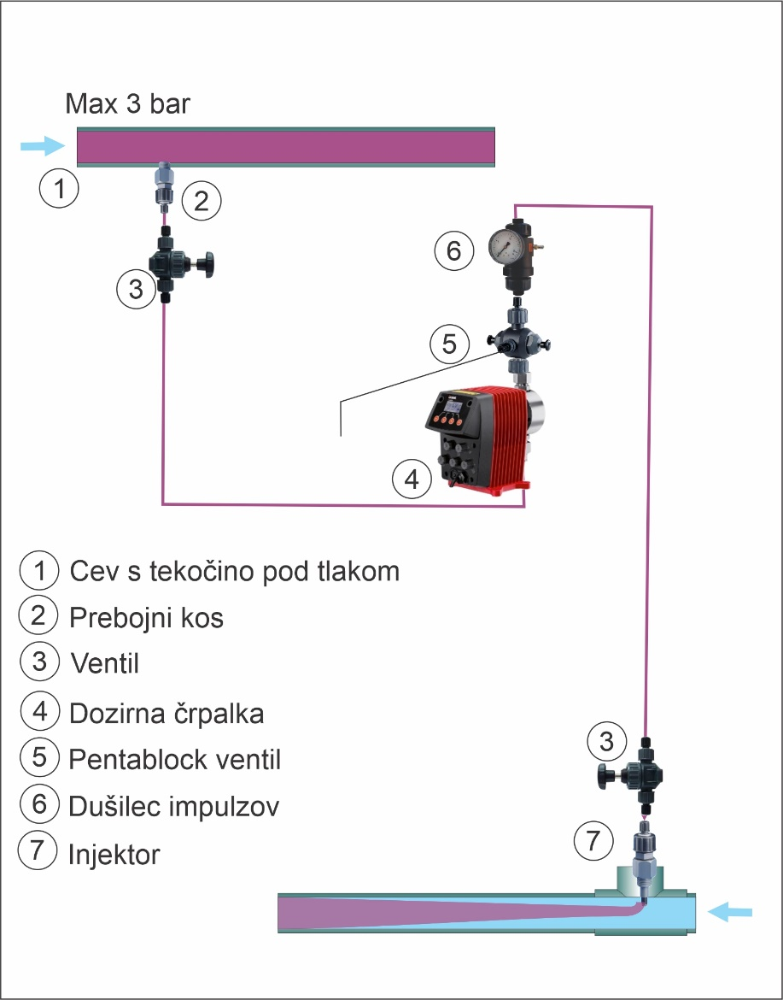 Max 3 bar
1
2
3
6
5
4
1 Cev s tekočino pod tlakom
2 Prebojni kos
3 Ventil
4 Dozirna črpalka
5 Pentablock ventil
6 Dušilec impulzov
7 Injektor
3
7